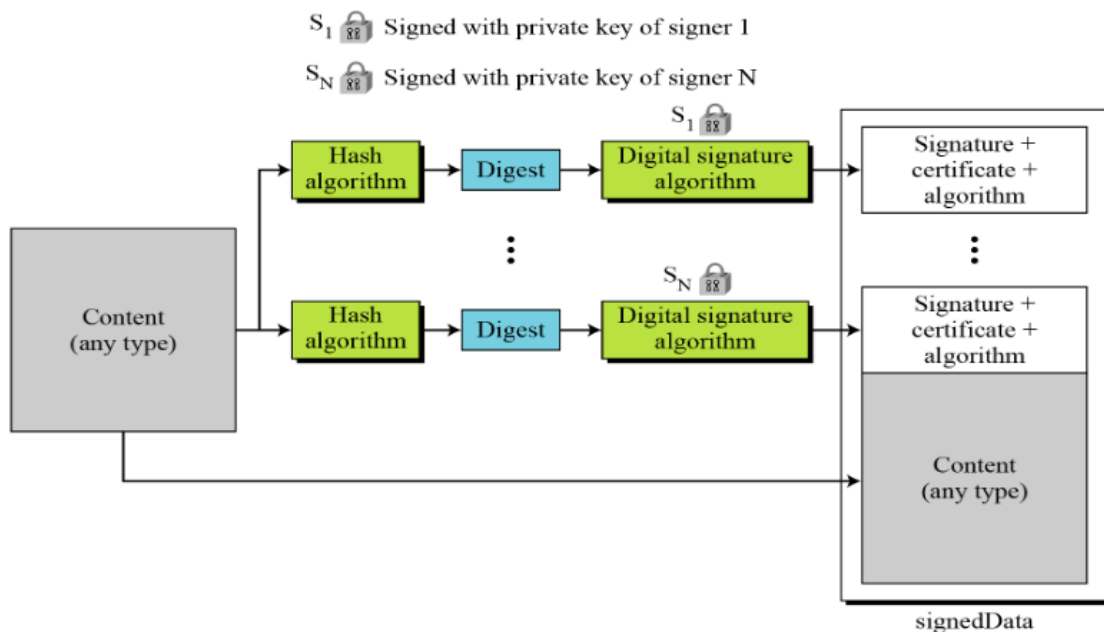 S1 Signed with private key of signer 1
SN Signed with private key of signer N
S1
Hash
algorithm
Digest
Digital signature
algorithm
Signature +
certificate +
algorithm
SN
Content
(any type)
Hash
algorithm
Digest
Digital signature
algorithm
Signature +
certificate +
algorithm
Content
(any type)
signedData